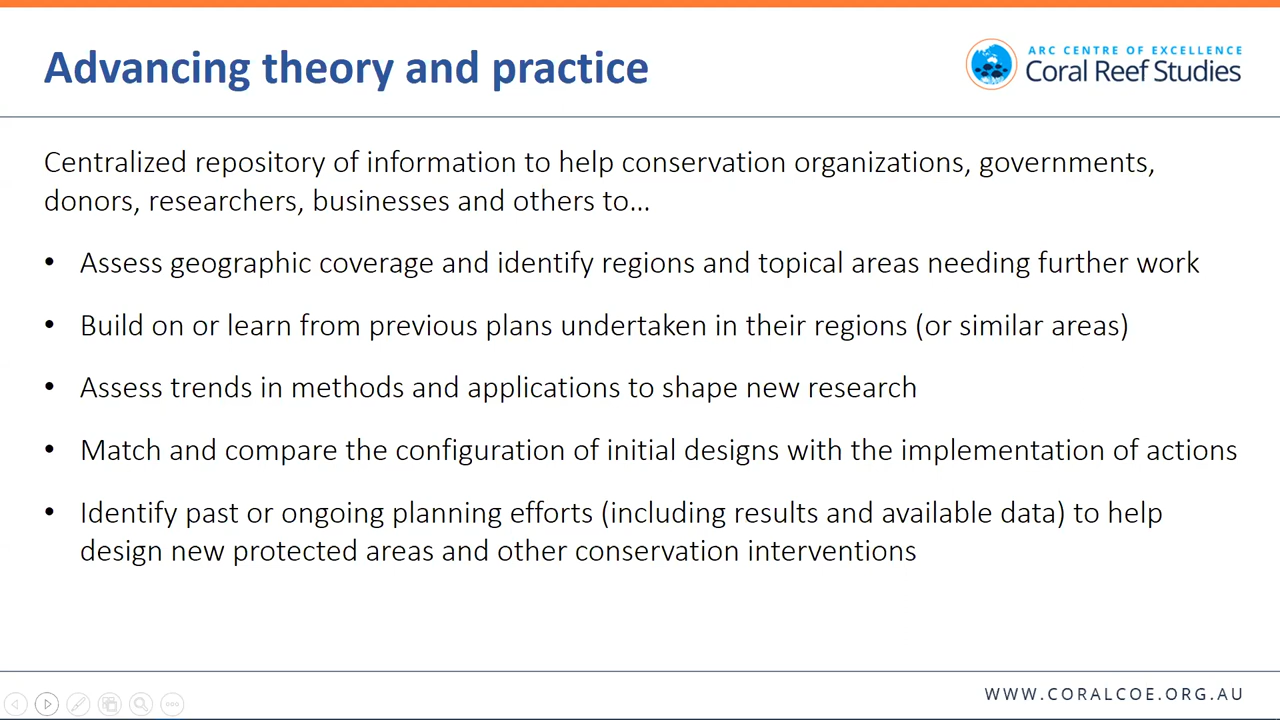 Advancing theory and practice
ARC CENTRE OF EXCELLENCE
Coral Reef Studies
Centralized repository of information to help conservation organizations, governments,
donors, researchers, businesses and others to...
• Assess geographic coverage and identify regions and topical areas needing further work
• Build on or learn from previous plans undertaken in their regions (or similar areas)
• Assess trends in methods and applications to shape new research
• Match and compare the configuration of initial designs with the implementation of actions
• Identify past or ongoing planning efforts (including results and available data) to help
design new protected areas and other conservation interventions
WWW.CORALCOE.ORG.AU